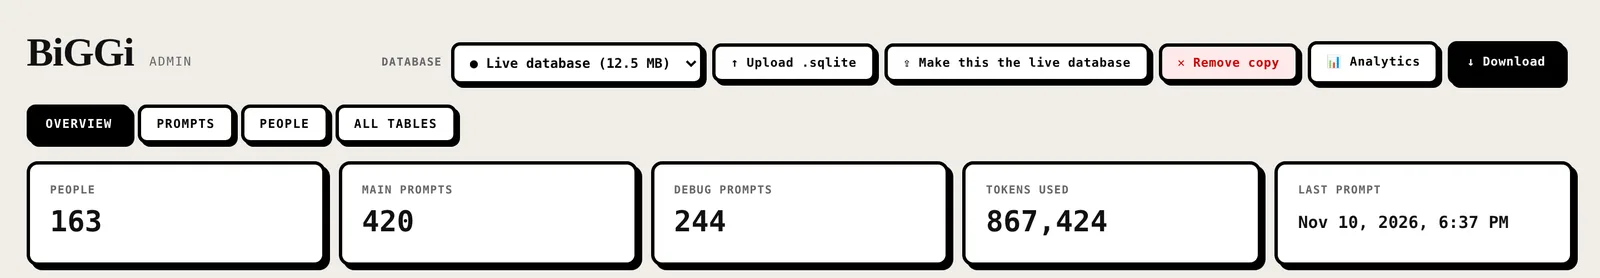 BiGGi ADMIN DATABASE ● Live database (12.5 MB) ↑ Upload .sqlite ⇪ Make this the live database × Remove copy 📊 Analytics ↓ Download
OVERVIEW PROMPTS PEOPLE ALL TABLES
PEOPLE MAIN PROMPTS DEBUG PROMPTS TOKENS USED LAST PROMPT
163 420 244 867,424 Nov 10, 2026, 6:37 PM